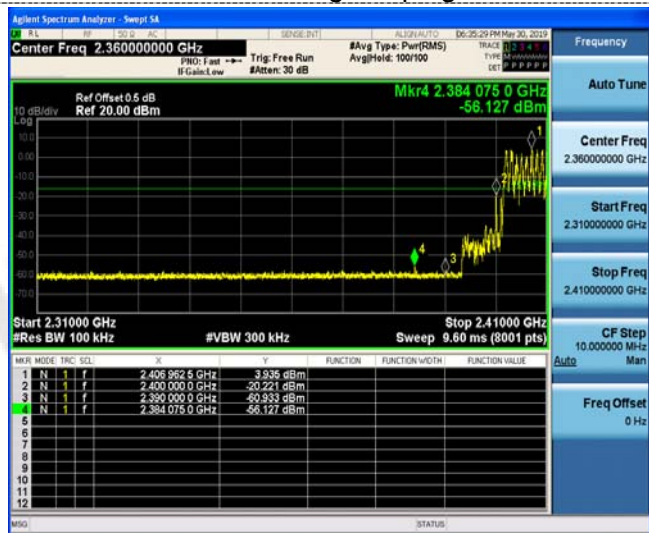 Agilent Spectrum Analyzer - Swept SA
RL RF 50 Ω AC SENSE:INT ALIGNAUTO 06:35:29 PM May 30, 2019
Center Freq 2.360000000 GHz #Avg Type: Pwr(RMS) TRACE 1 2 3 4 5 6
PNO: Fast Trig: Free Run Avg|Hold: 100/100 TYPE
IFGain:Low #Atten: 30 dB DET P P P P P P
Frequency
Auto Tune
Center Freq
2.360000000 GHz
Start Freq
2.310000000 GHz
Stop Freq
2.410000000 GHz
CF Step
10.000000 MHz
Auto Man
Freq Offset
0 Hz
Mkr4 2.384 075 0 GHz
-56.127 dBm
Ref Offset 0.5 dB
10 dB/div Ref 20.00 dBm
Log
10.0
0.00
-10.0
-20.0
-30.0
-40.0
-50.0
-60.0
-70.0
1
2
3
4
Start 2.31000 GHz Stop 2.41000 GHz
#Res BW 100 kHz #VBW 300 kHz Sweep 9.60 ms (8001 pts)
MKR MODE TRC SCL X Y FUNCTION FUNCTION WIDTH FUNCTION VALUE
1 N 1 f 2.406 962 5 GHz 3.935 dBm
2 N 1 f 2.400 000 0 GHz -20.221 dBm
3 N 1 f 2.390 000 0 GHz -60.933 dBm
4 N 1 f 2.384 075 0 GHz -56.127 dBm
5
6
7
8
9
10
11
12
MSG STATUS